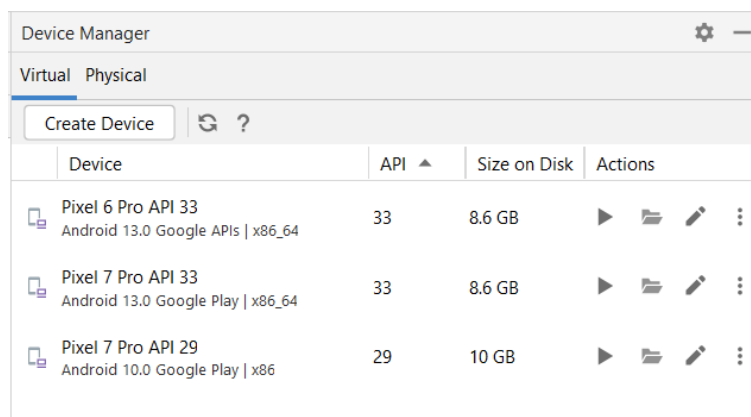 Device Manager
Virtual Physical
Create Device ?
Device API Size on Disk Actions
Pixel 6 Pro API 33
Android 13.0 Google APIs | x86_64
33 8.6 GB
Pixel 7 Pro API 33
Android 13.0 Google Play | x86_64
33 8.6 GB
Pixel 7 Pro API 29
Android 10.0 Google Play | x86
29 10 GB